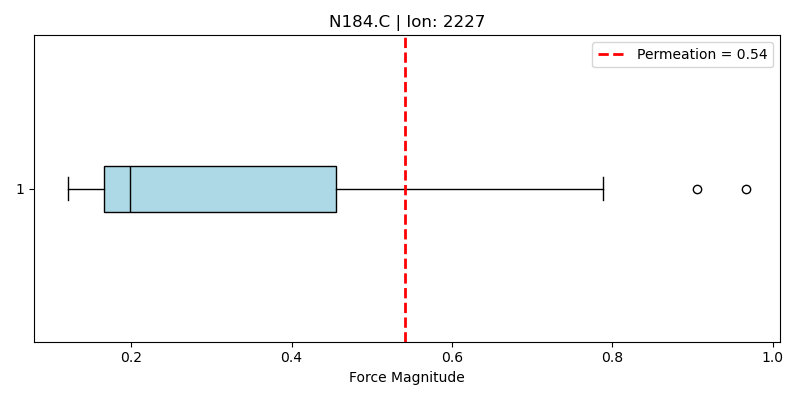 N184.C | Ion: 2227
Permeation = 0.54
1
0.2 0.4 0.6 0.8 1.0
Force Magnitude